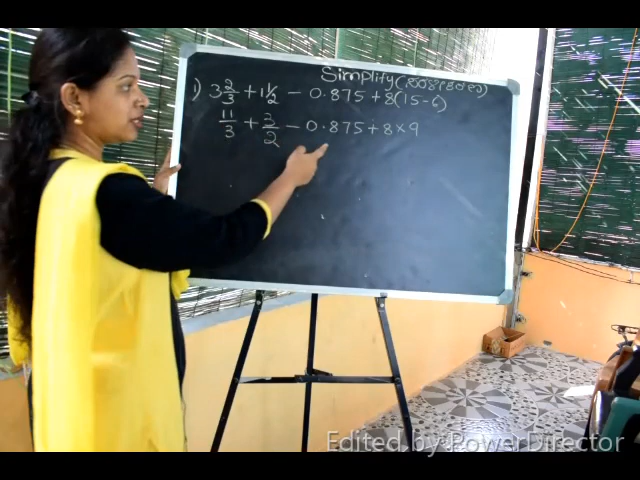 Simplify
1) 3 2/3 + 1 1/2 - 0.875 + 8(15-6)
11/3 + 3/2 - 0.875 + 8×9
Edited by PowerDirector